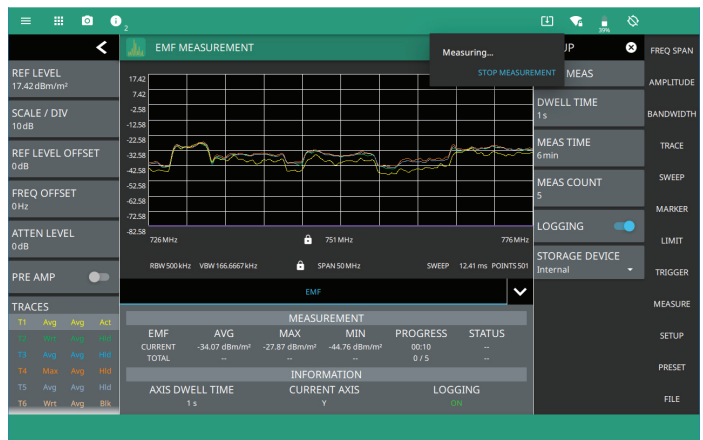 2
39%
EMF MEASUREMENT
Measuring...
STOP MEASUREMENT
UP
MEAS
REF LEVEL
17.42 dBm/m²
SCALE / DIV
10 dB
REF LEVEL OFFSET
0 dB
FREQ OFFSET
0 Hz
ATTEN LEVEL
0 dB
PRE AMP
TRACES
T1 Avg Avg Act
T2 Wrt Avg Hld
T3 Avg Avg Hld
T4 Max Avg Hld
T5 Avg Avg Hld
T6 Wrt Avg Blk
17.42
7.42
-2.58
-12.58
-22.58
-32.58
-42.58
-52.58
-62.58
-72.58
-82.58
726 MHz 751 MHz 776 MHz
RBW 500 kHz VBW 166.6667 kHz SPAN 50 MHz SWEEP 12.41 ms POINTS 501
EMF
MEASUREMENT
EMF AVG MAX MIN PROGRESS STATUS
CURRENT -34.07 dBm/m² -27.87 dBm/m² -44.76 dBm/m² 00:10 --
TOTAL -- -- -- 0 / 5 --
INFORMATION
AXIS DWELL TIME CURRENT AXIS LOGGING
1 s Y ON
DWELL TIME
1 s
MEAS TIME
6 min
MEAS COUNT
5
LOGGING
STORAGE DEVICE
Internal
FREQ SPAN
AMPLITUDE
BANDWIDTH
TRACE
SWEEP
MARKER
LIMIT
TRIGGER
MEASURE
SETUP
PRESET
FILE